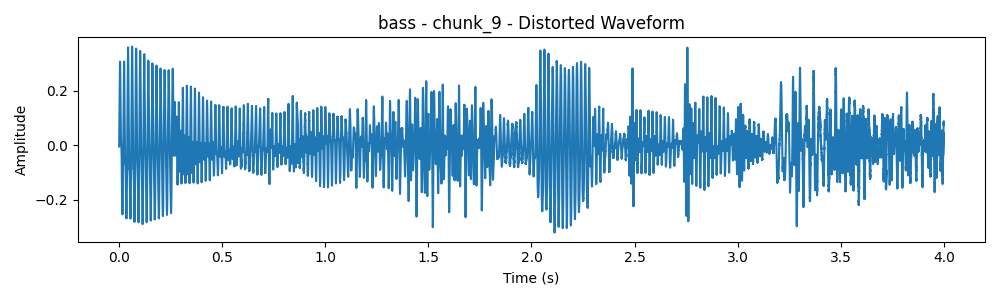 bass - chunk_9 - Distorted Waveform
Amplitude
0.2
0.0
−0.2
0.0 0.5 1.0 1.5 2.0 2.5 3.0 3.5 4.0
Time (s)